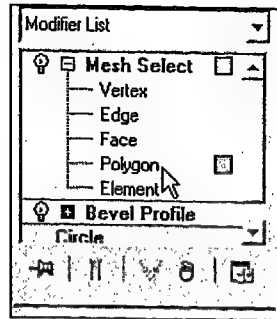 Modifier List
Mesh Select
Vertex
Edge
Face
Polygon
Element
Bevel Profile
Circle